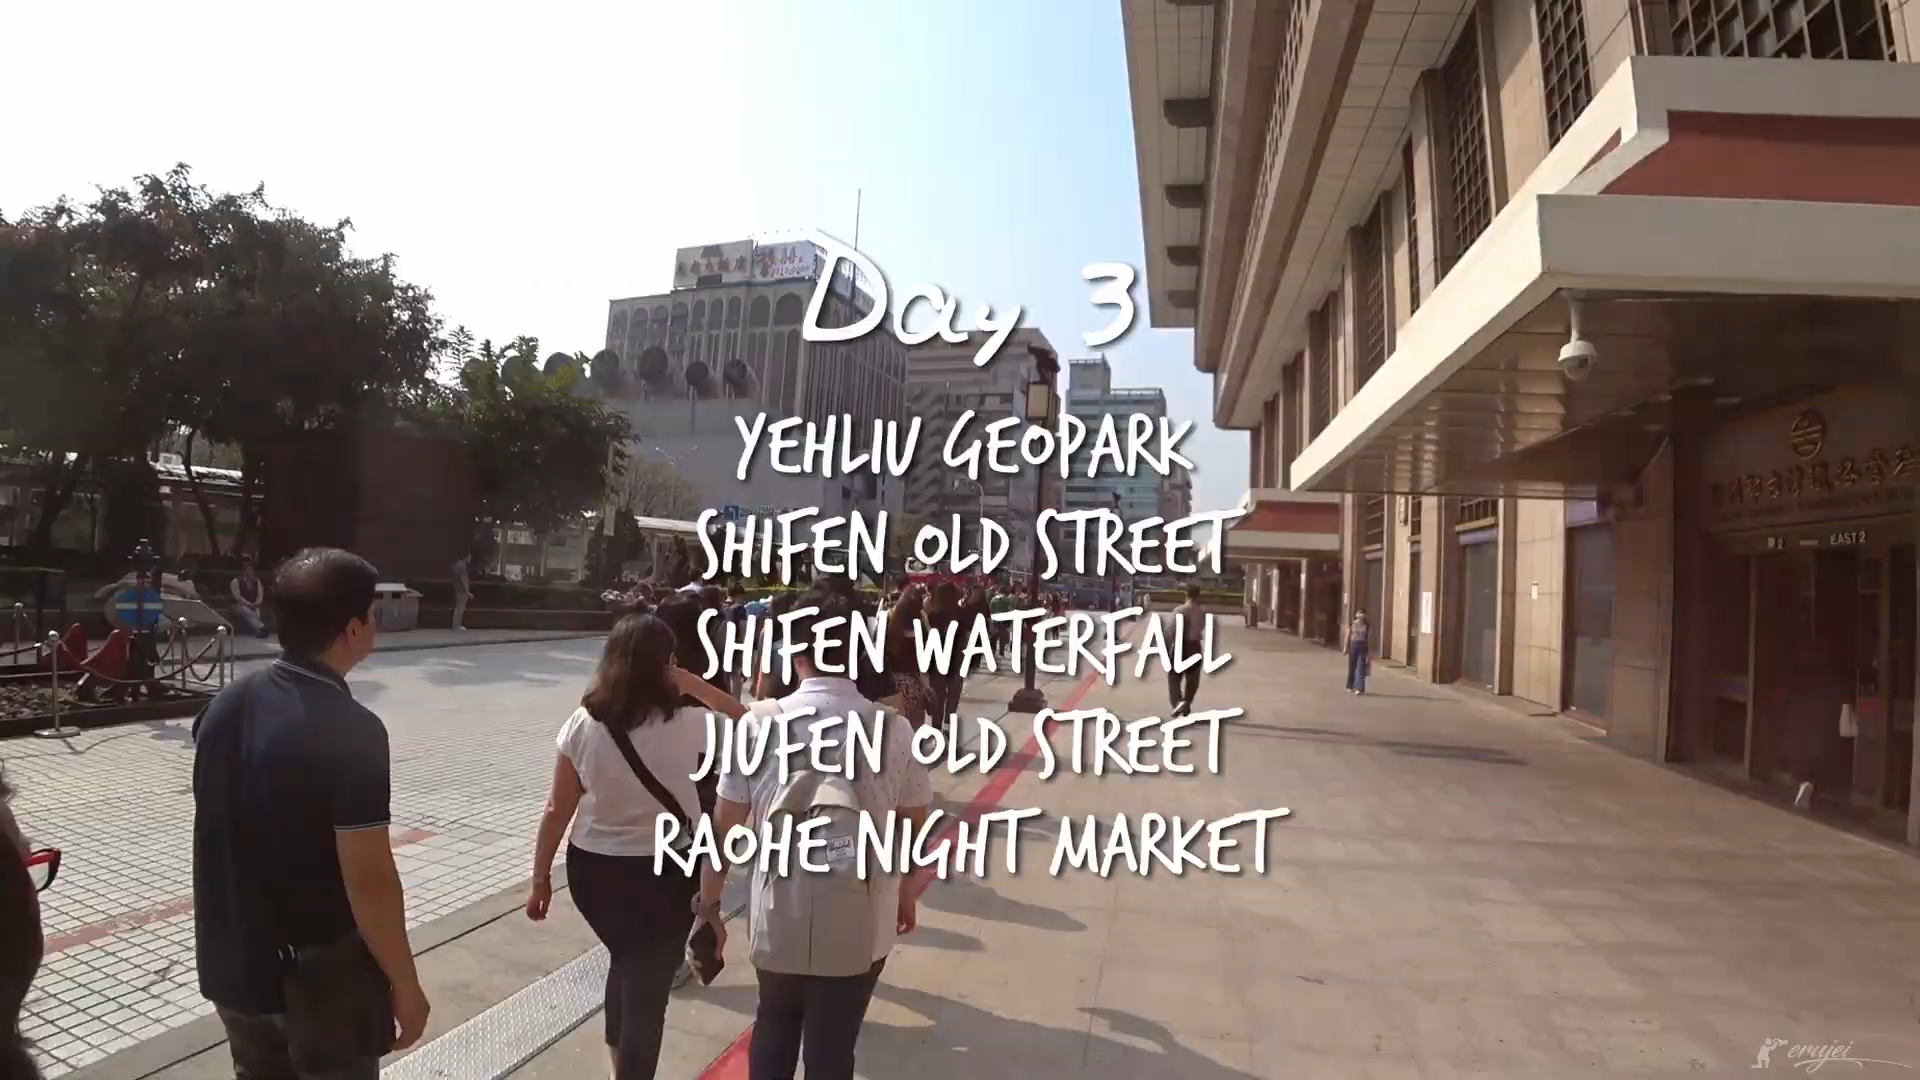 Day 3
YEHLIU GEOPARK
SHIFEN OLD STREET
SHIFEN WATERFALL
JIUFEN OLD STREET
RAOHE NIGHT MARKET
EAST 2
erujei